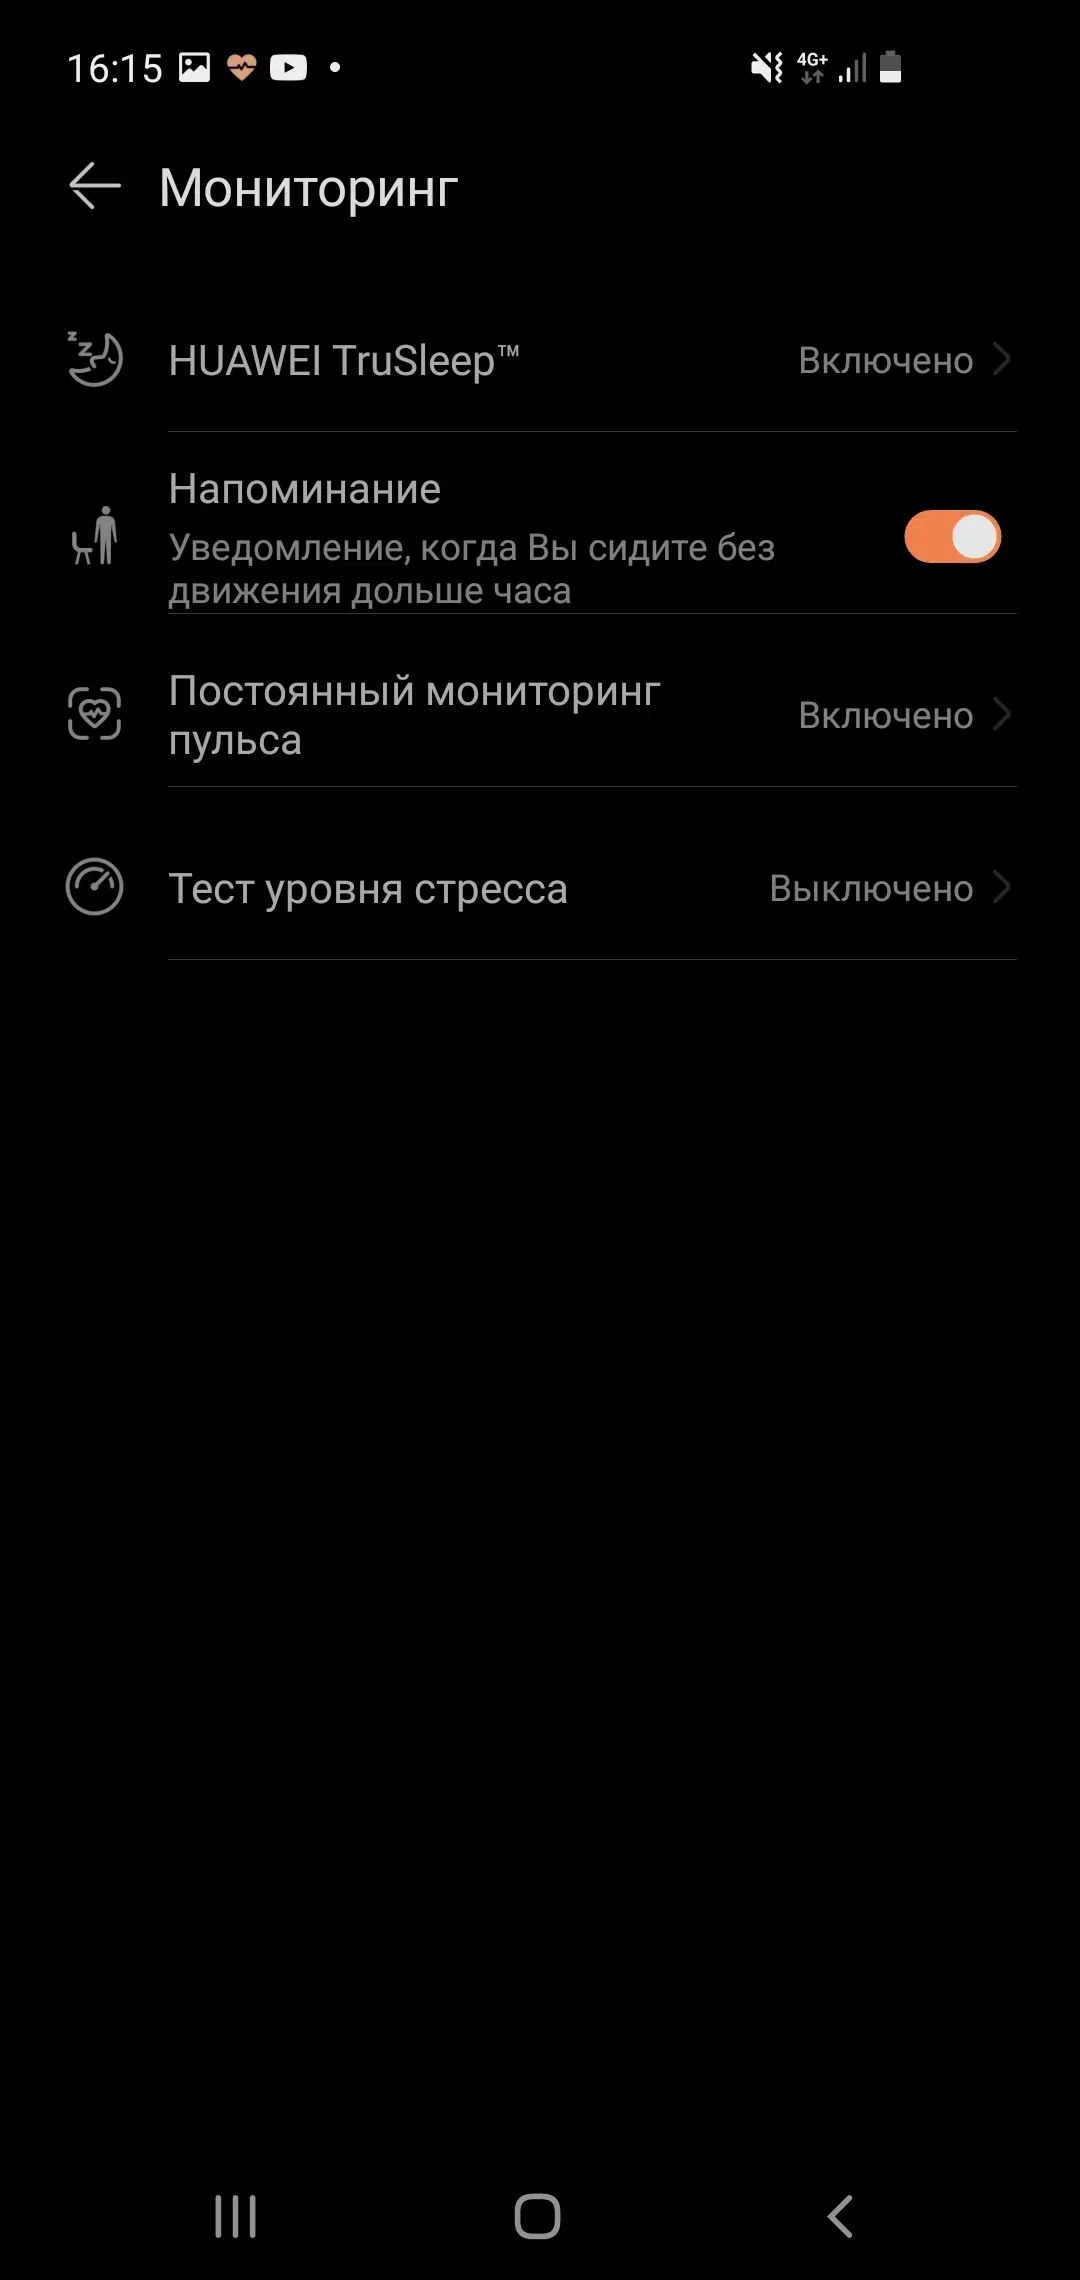 16:15
4G+
Мониторинг
HUAWEI TruSleep™ Включено
Напоминание
Уведомление, когда Вы сидите без
движения дольше часа
Постоянный мониторинг
пульса
Включено
Тест уровня стресса Выключено